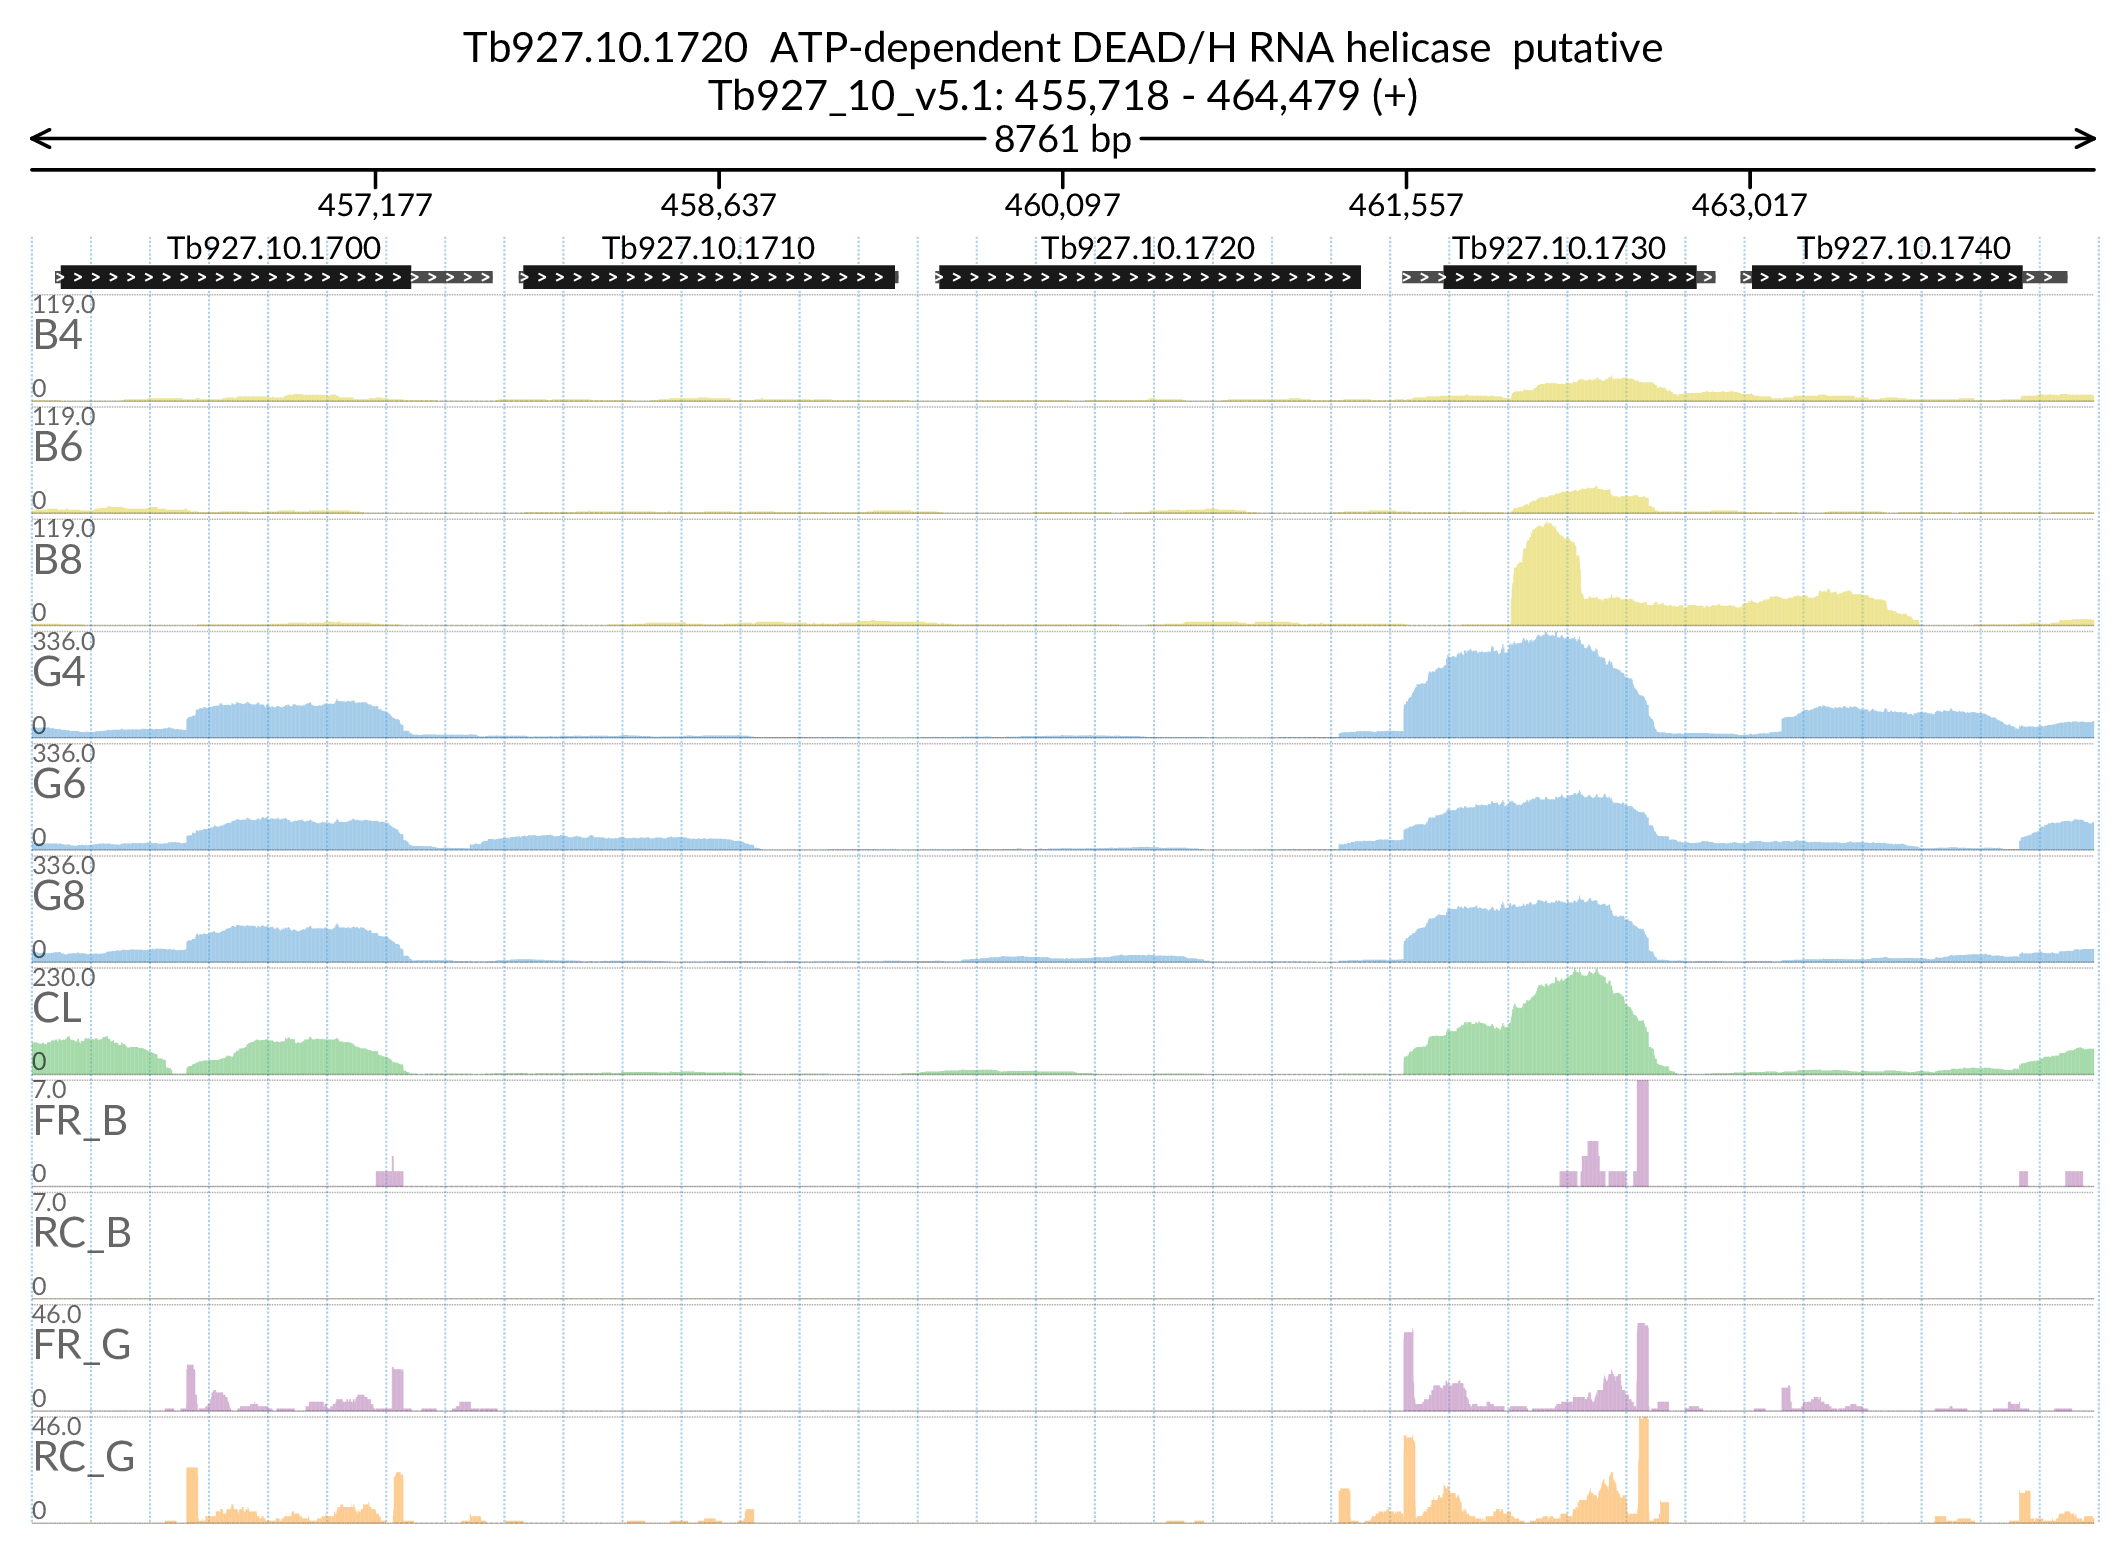 Tb927.10.1720 ATP-dependent DEAD/H RNA helicase putative
Tb927_10_v5.1: 455,718 - 464,479 (+)
8761 bp
457,177 458,637 460,097 461,557 463,017
Tb927.10.1700 Tb927.10.1710 Tb927.10.1720 Tb927.10.1730 Tb927.10.1740
119.0
B4
0
119.0
B6
0
119.0
B8
0
336.0
G4
0
336.0
G6
0
336.0
G8
0
230.0
CL
0
7.0
FR_B
0
7.0
RC_B
0
46.0
FR_G
0
46.0
RC_G
0